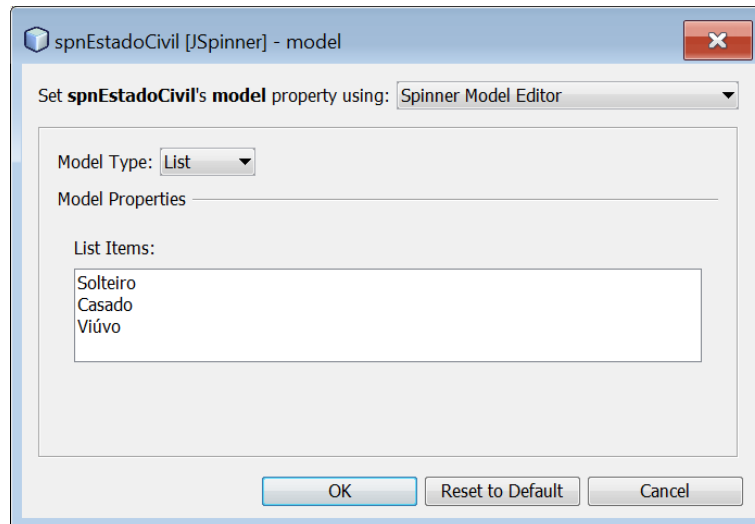 spnEstadoCivil [JSpinner] - model
Set spnEstadoCivil's model property using: Spinner Model Editor
Model Type: List
Model Properties
List Items:
Solteiro
Casado
Viúvo
OK Reset to Default Cancel